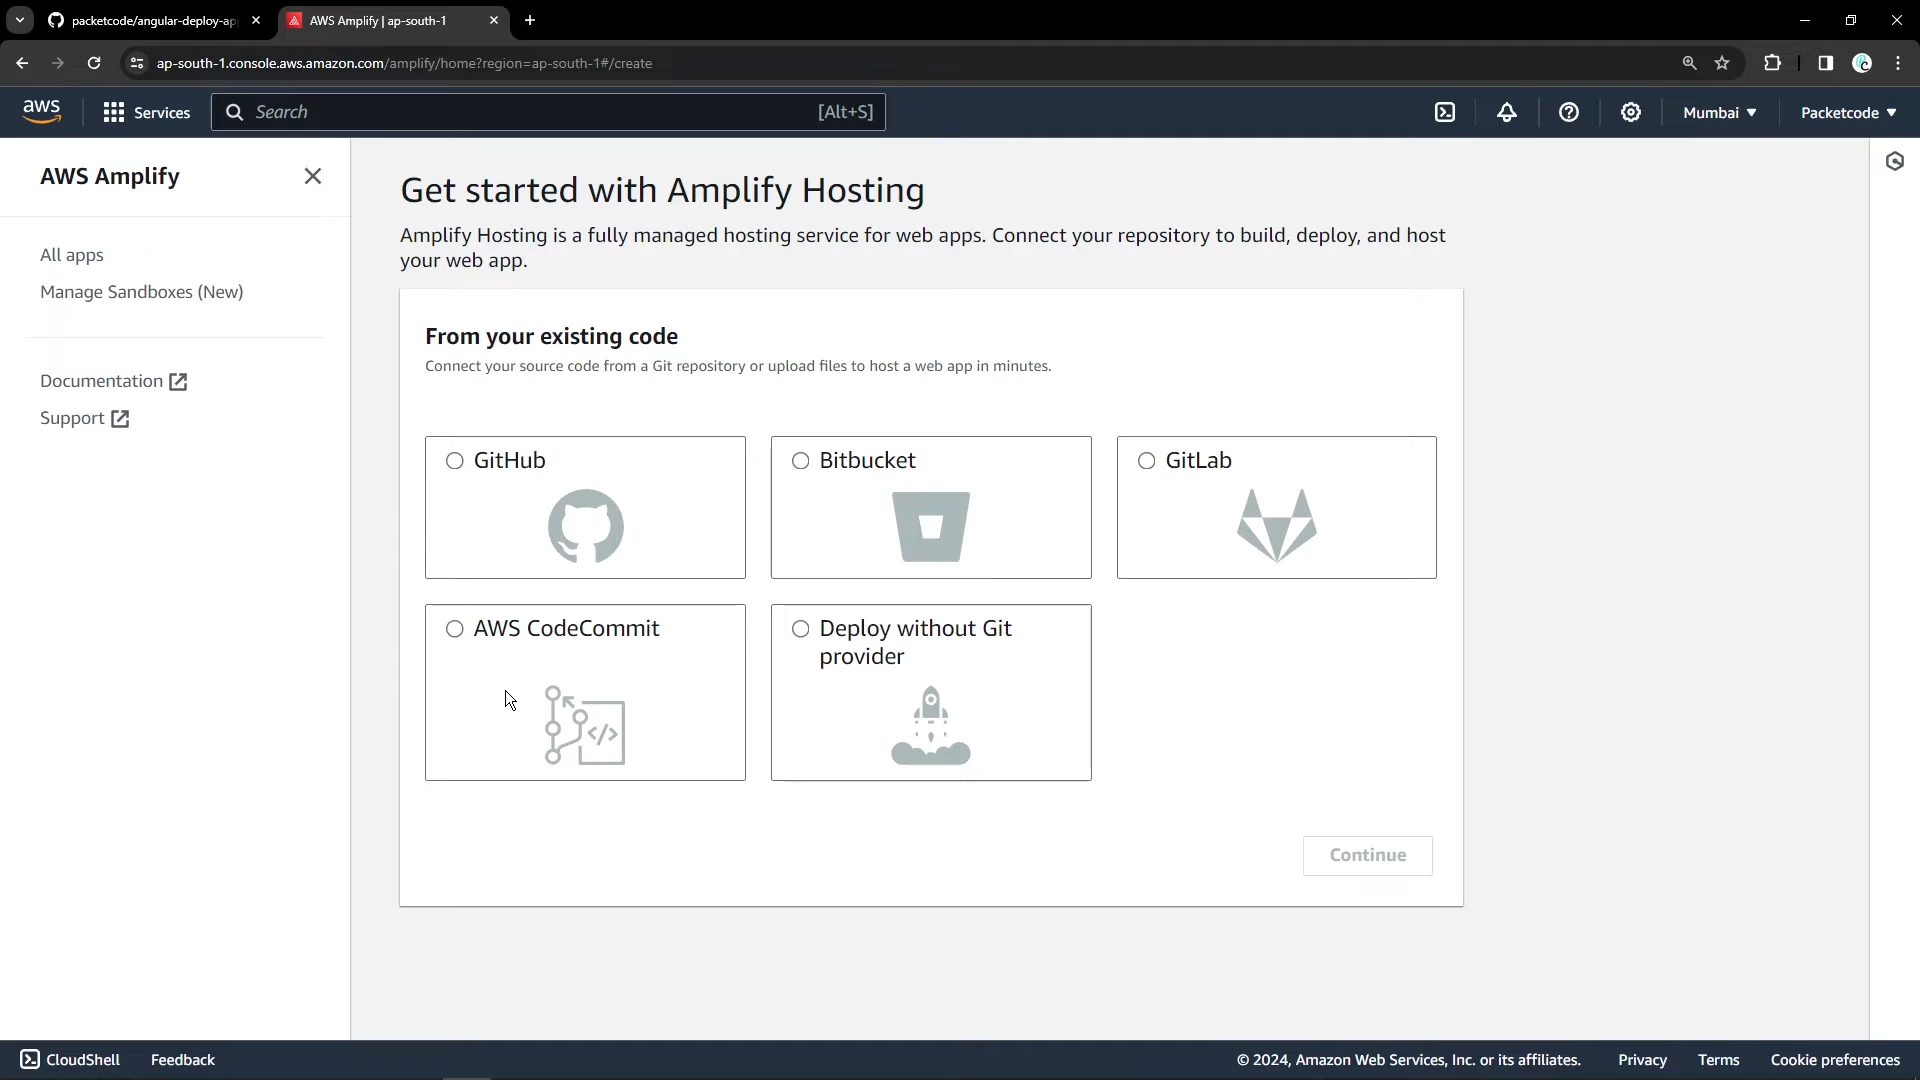 packetcode/angular-deploy-ap
AWS Amplify | ap-south-1
ap-south-1.console.aws.amazon.com/amplify/home?region=ap-south-1#/create
aws
Services
Search
[Alt+S]
Mumbai
Packetcode
AWS Amplify
All apps
Manage Sandboxes (New)
Documentation
Support
Get started with Amplify Hosting
Amplify Hosting is a fully managed hosting service for web apps. Connect your repository to build, deploy, and host
your web app.
From your existing code
Connect your source code from a Git repository or upload files to host a web app in minutes.
GitHub
Bitbucket
GitLab
AWS CodeCommit
Deploy without Git
provider
Continue
CloudShell
Feedback
© 2024, Amazon Web Services, Inc. or its affiliates.
Privacy
Terms
Cookie preferences